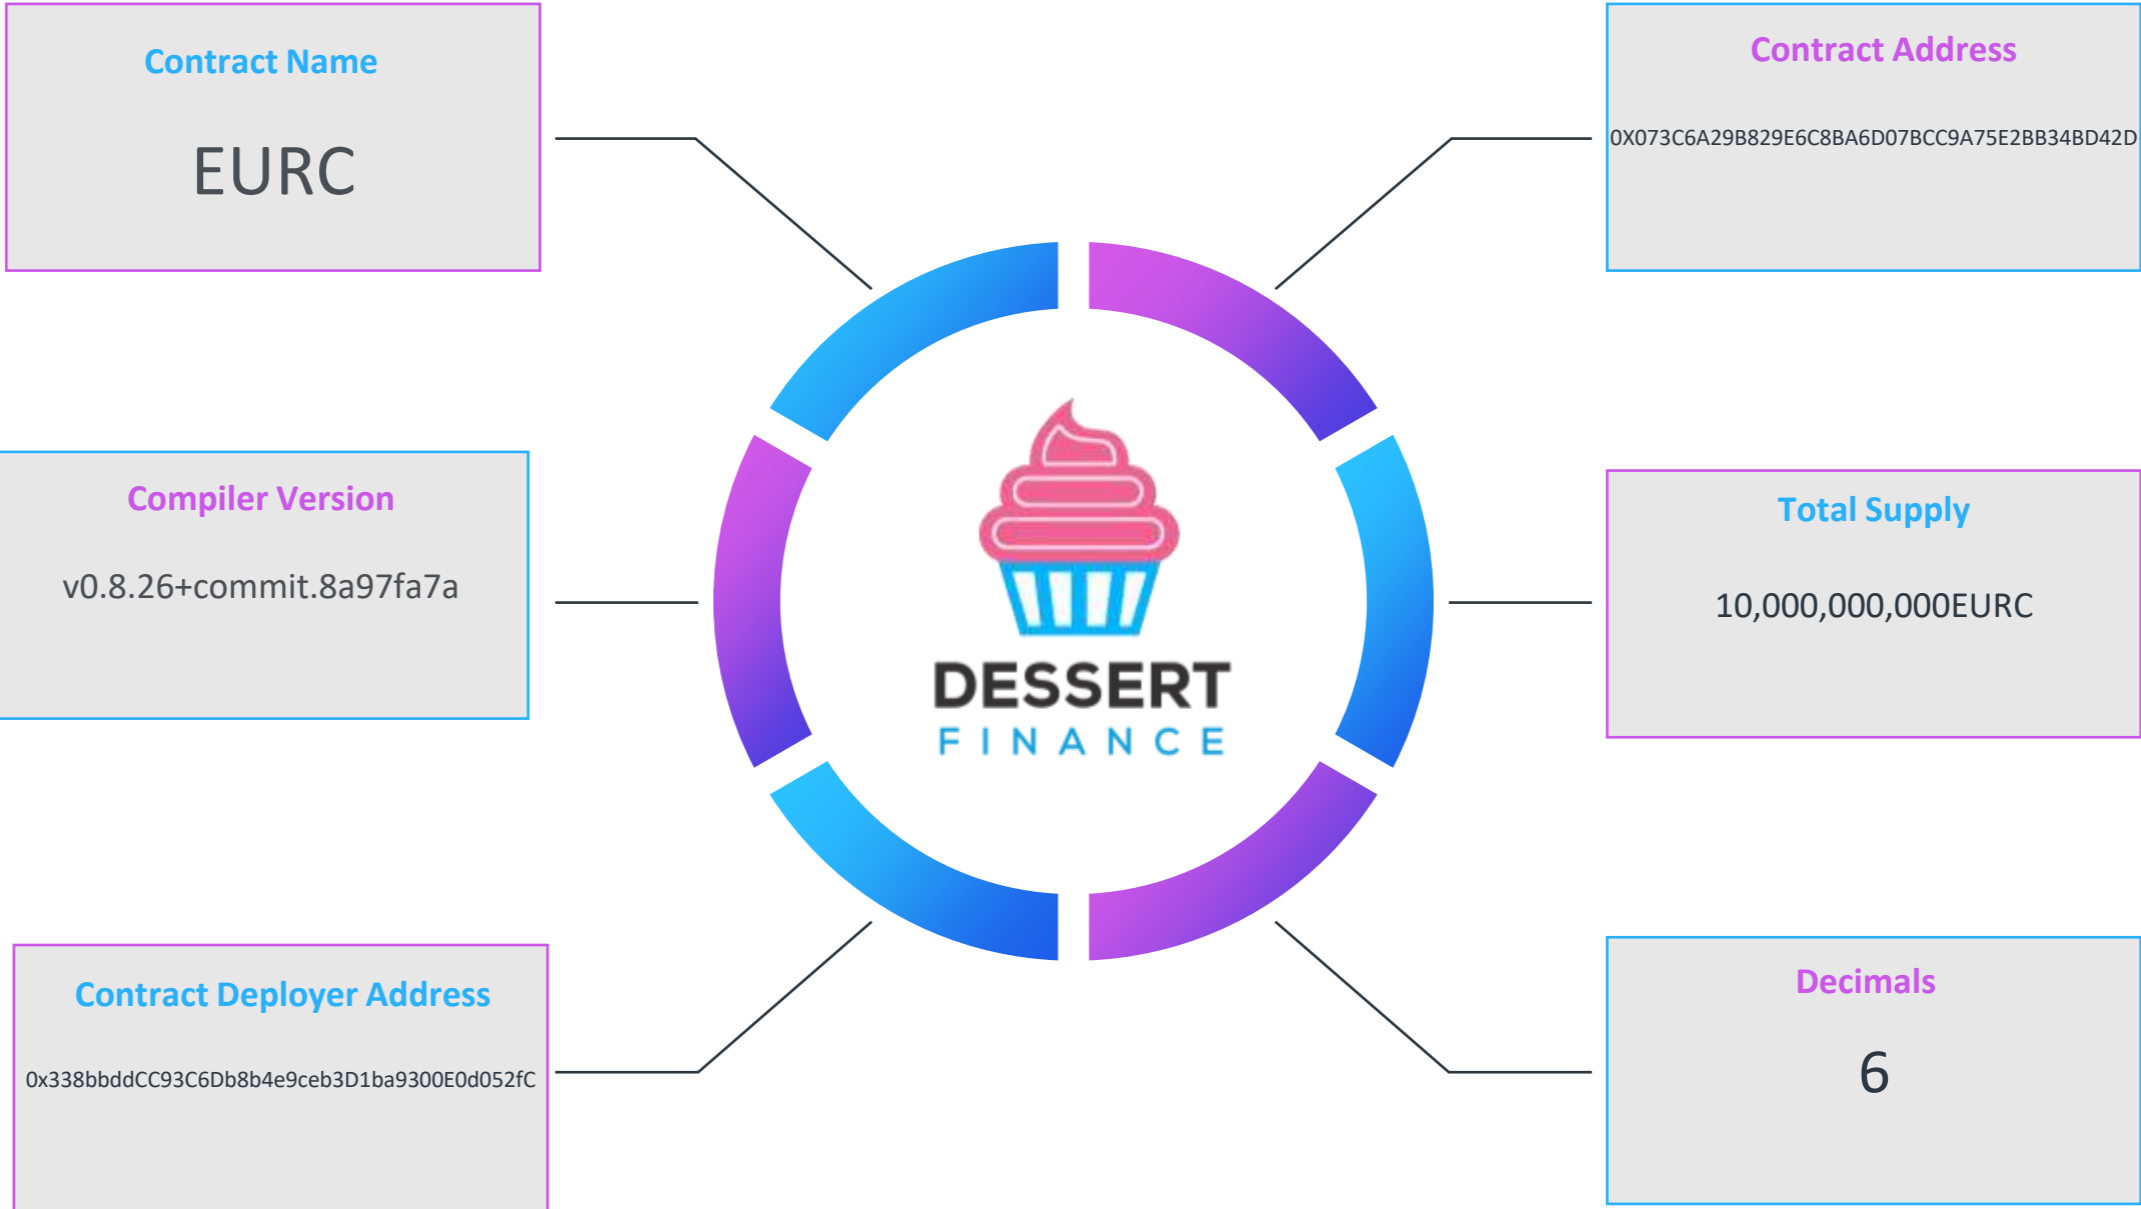 Contract Name
EURC
Contract Address
0X073C6A29B829E6C8BA6D07BCC9A75E2BB34BD42D
Compiler Version
v0.8.26+commit.8a97fa7a
Total Supply
10,000,000,000EURC
DESSERT
FINANCE
Contract Deployer Address
0x338bbddCC93C6Db8b4e9ceb3D1ba9300E0d052fC
Decimals
6